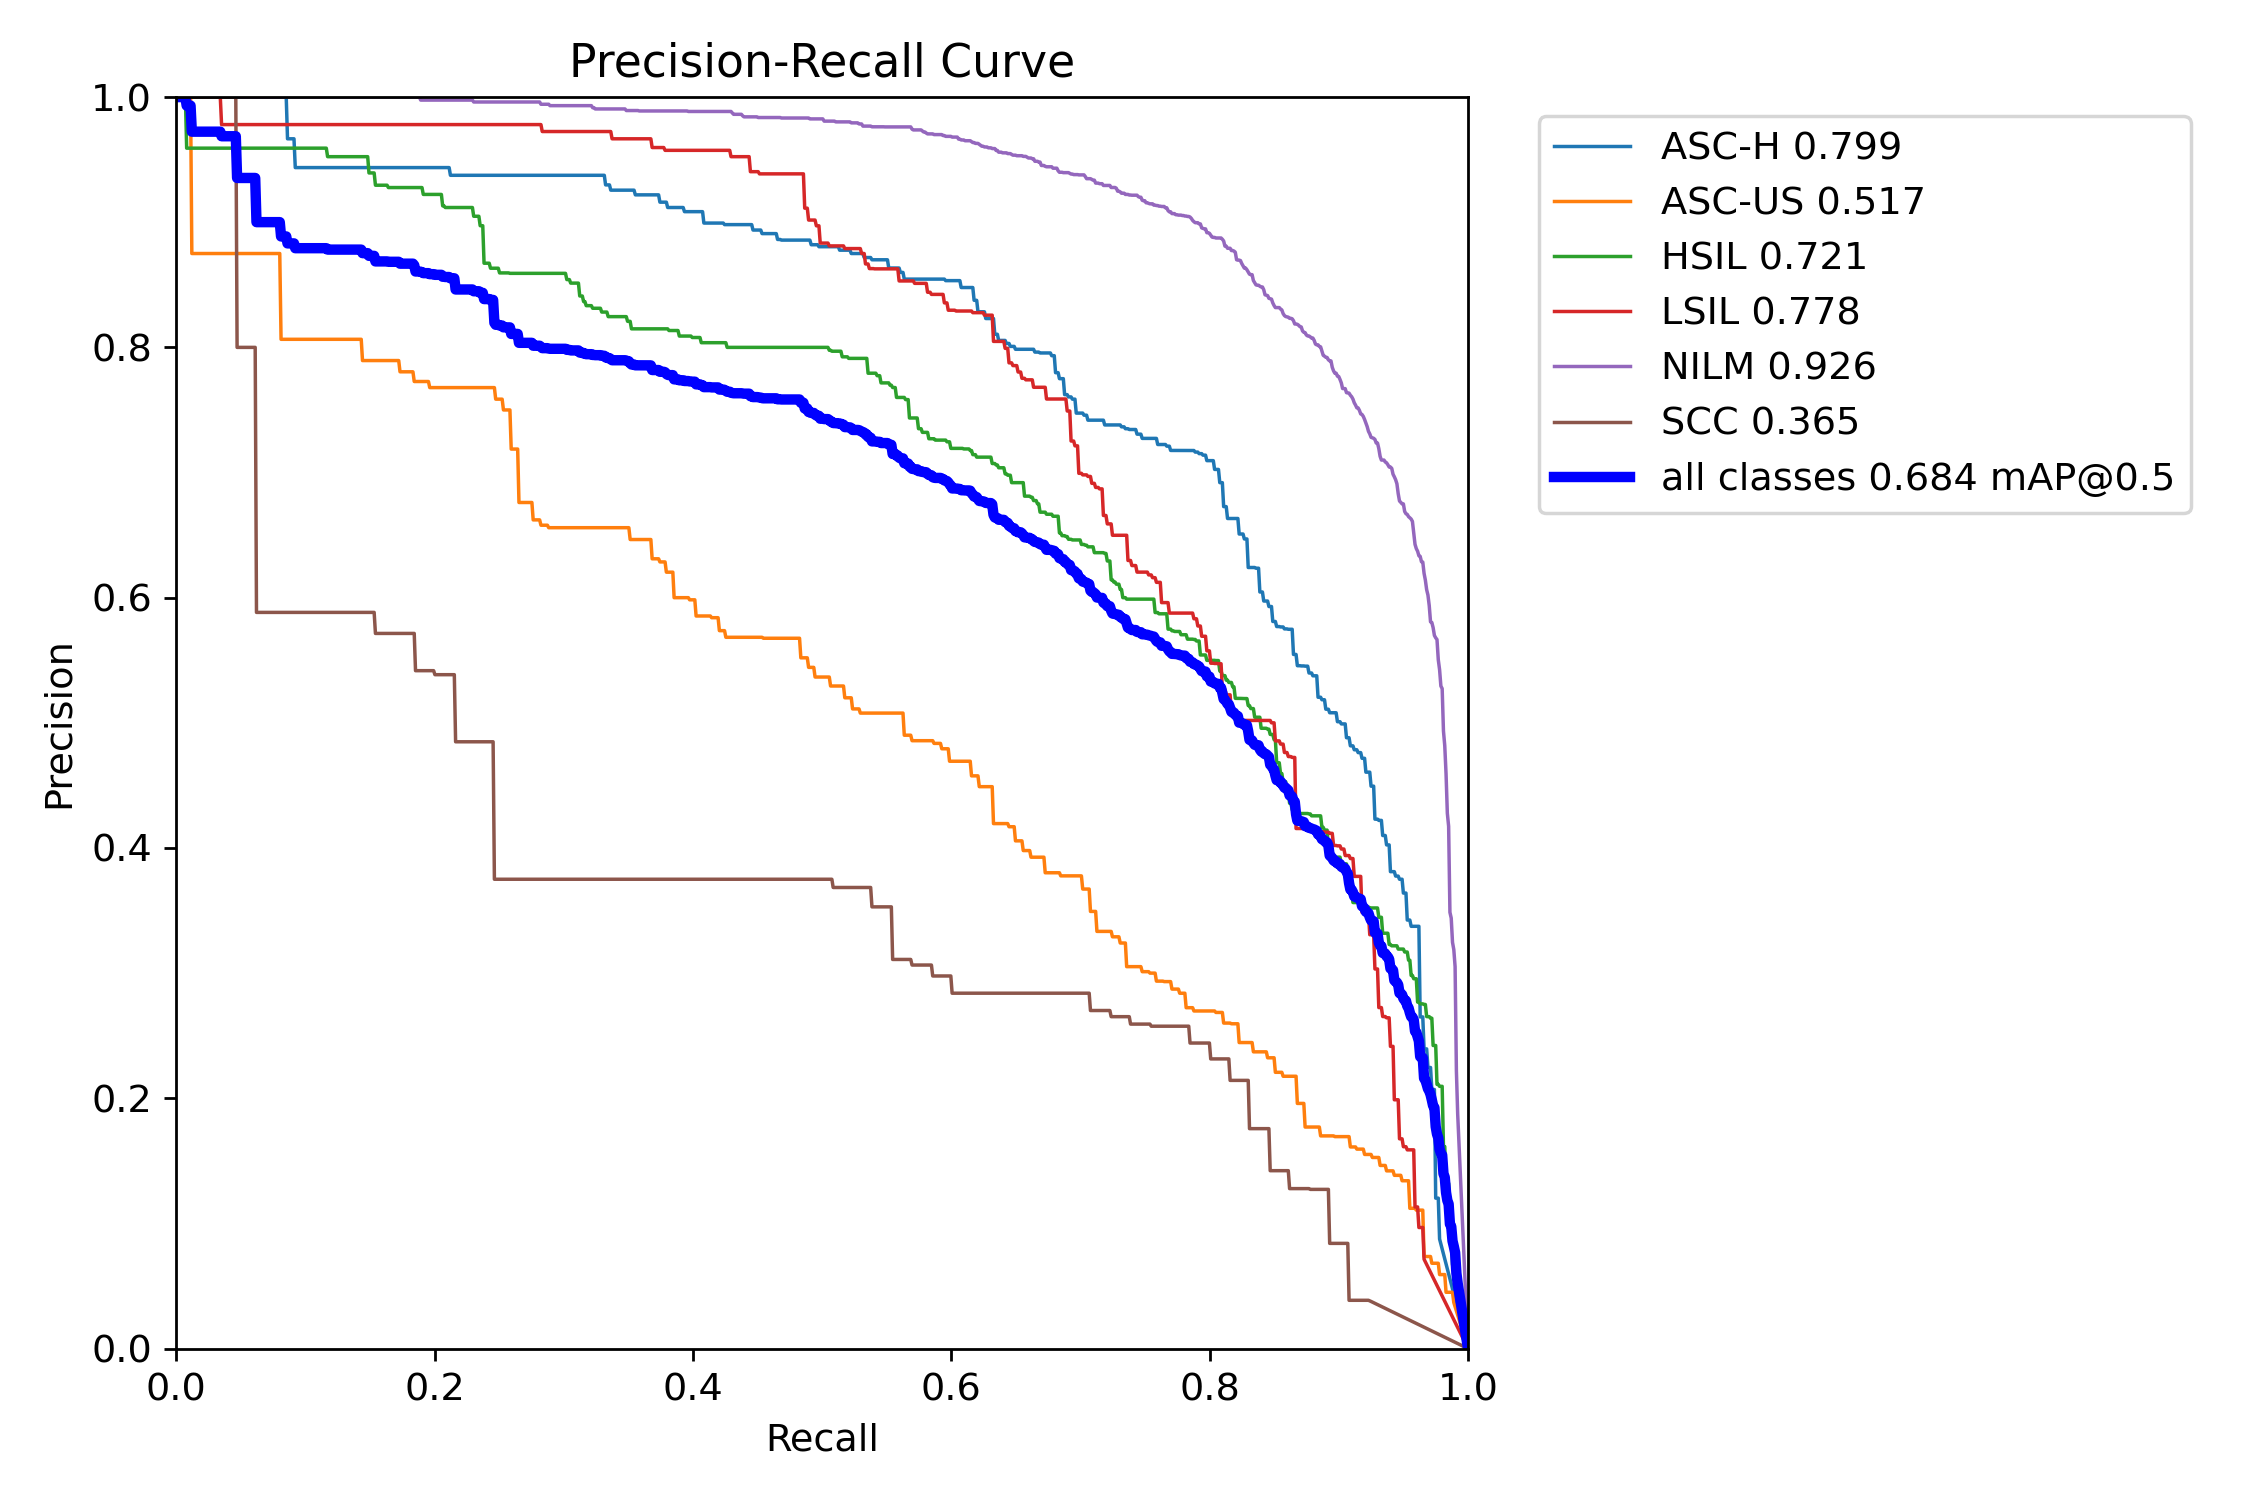 Precision-Recall Curve
1.0
0.8
0.6
0.4
0.2
0.0
Precision
0.0 0.2 0.4 0.6 0.8 1.0
Recall
ASC-H 0.799
ASC-US 0.517
HSIL 0.721
LSIL 0.778
NILM 0.926
SCC 0.365
all classes 0.684 mAP@0.5